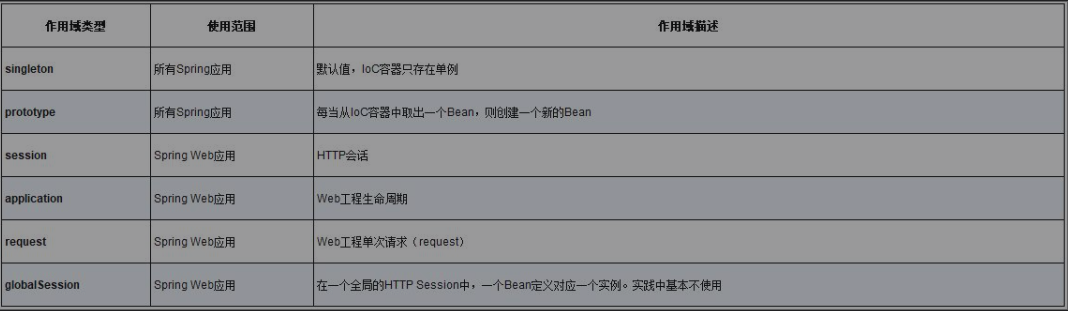 作用域类型 使用范围 作用域描述
singleton 所有Spring应用 默认值，IoC容器只存在单例
prototype 所有Spring应用 每当从IoC容器中取出一个Bean，则创建一个新的Bean
session Spring Web应用 HTTP会话
application Spring Web应用 Web工程生命周期
request Spring Web应用 Web工程单次请求（request）
globalSession Spring Web应用 在一个全局的HTTP Session中，一个Bean定义对应一个实例。实践中基本不使用